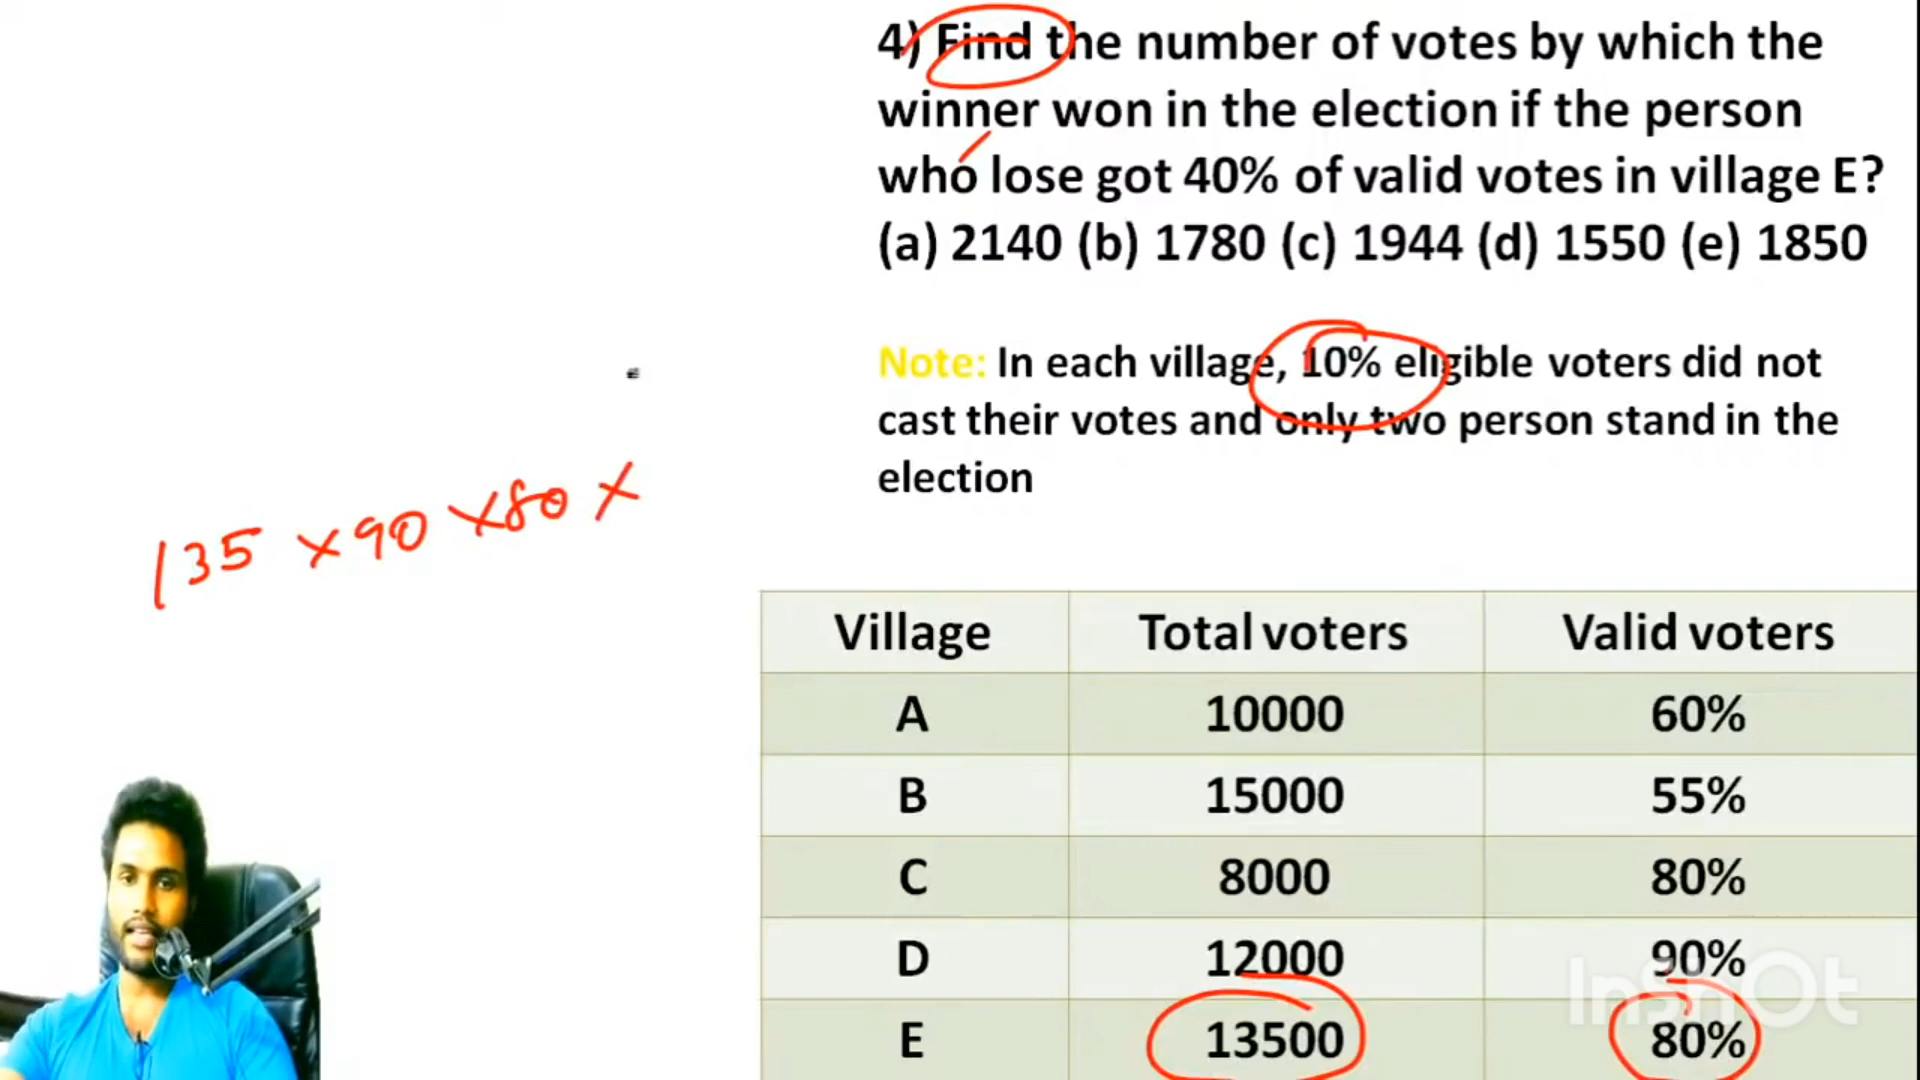 4) Find the number of votes by which the
winner won in the election if the person
who lose got 40% of valid votes in village E?
(a) 2140 (b) 1780 (c) 1944 (d) 1550 (e) 1850
Note: In each village, 10% eligible voters did not
cast their votes and only two person stand in the
election
135 ×90 ×80 ×
Village Total voters Valid voters
A 10000 60%
B 15000 55%
C 8000 80%
D 12000 90%
E 13500 80%
InShOt